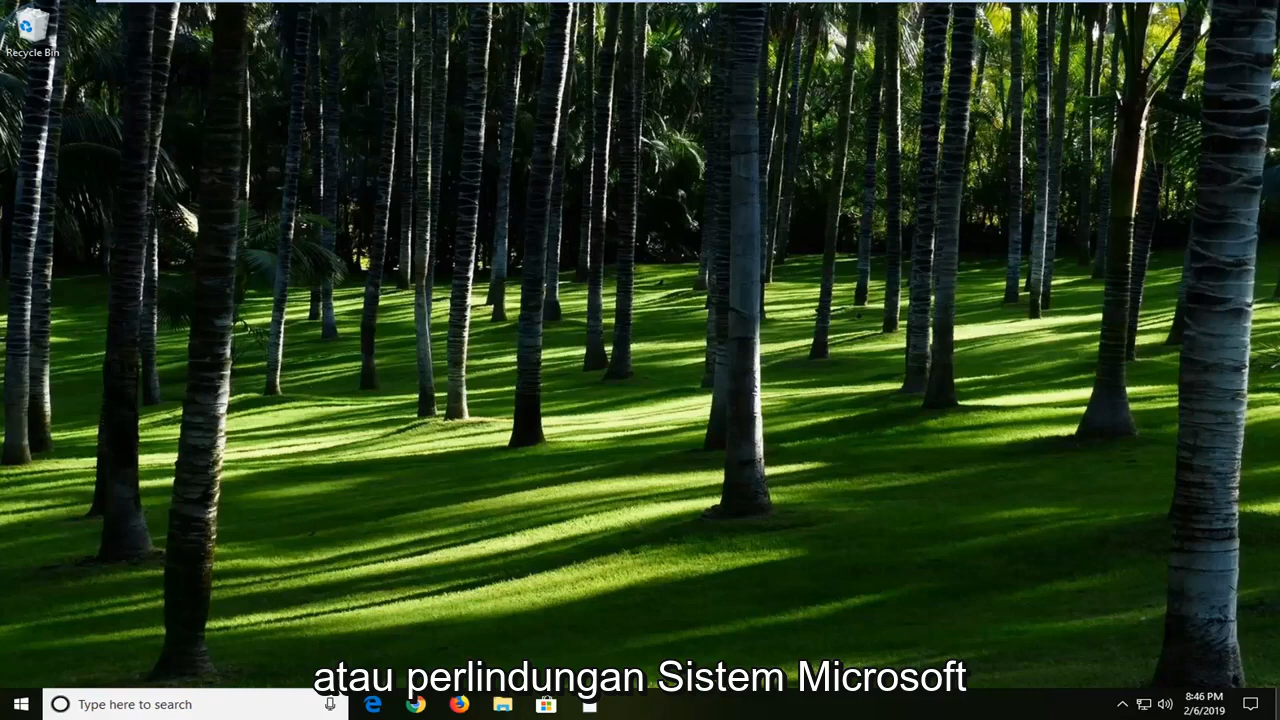 Recycle Bin
atau perlindungan Sistem Microsoft
Type here to search
8:46 PM
2/6/2019